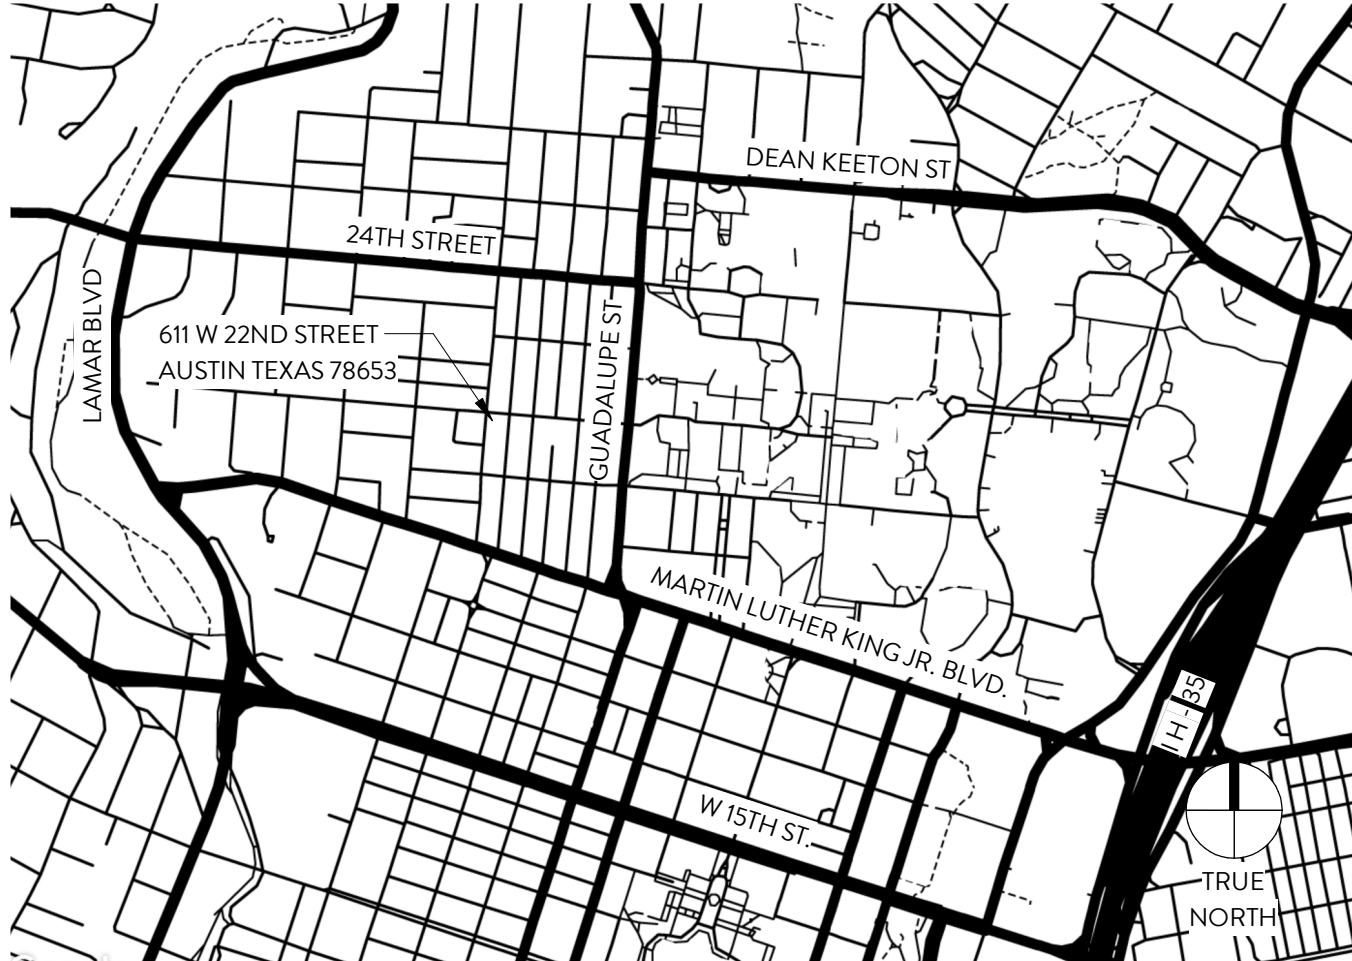 DEAN KEETON ST
24TH STREET
LAMAR BLVD
611 W 22ND STREET
AUSTIN TEXAS 78653
GUADALUPE ST
MARTIN LUTHER KING JR. BLVD.
IH-35
W 15TH ST.
TRUE
NORTH